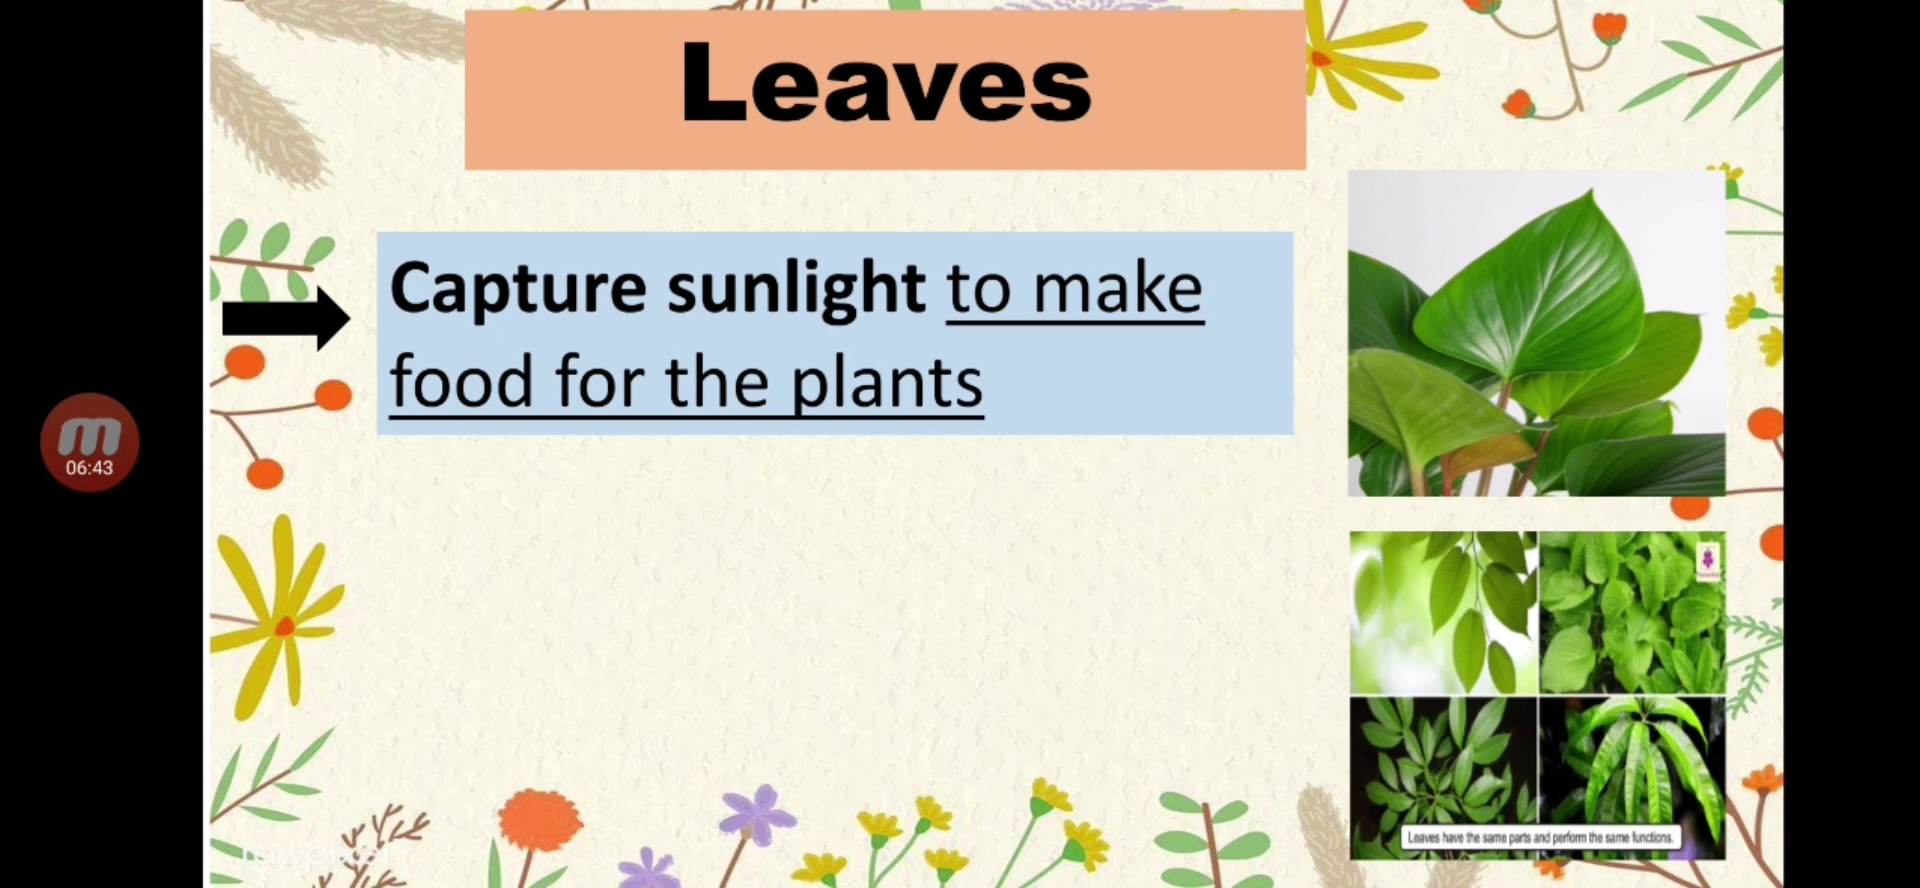 Leaves
Capture sunlight to make
food for the plants
06:43
Leaves have the same parts and perform the same functions.
rawpixel